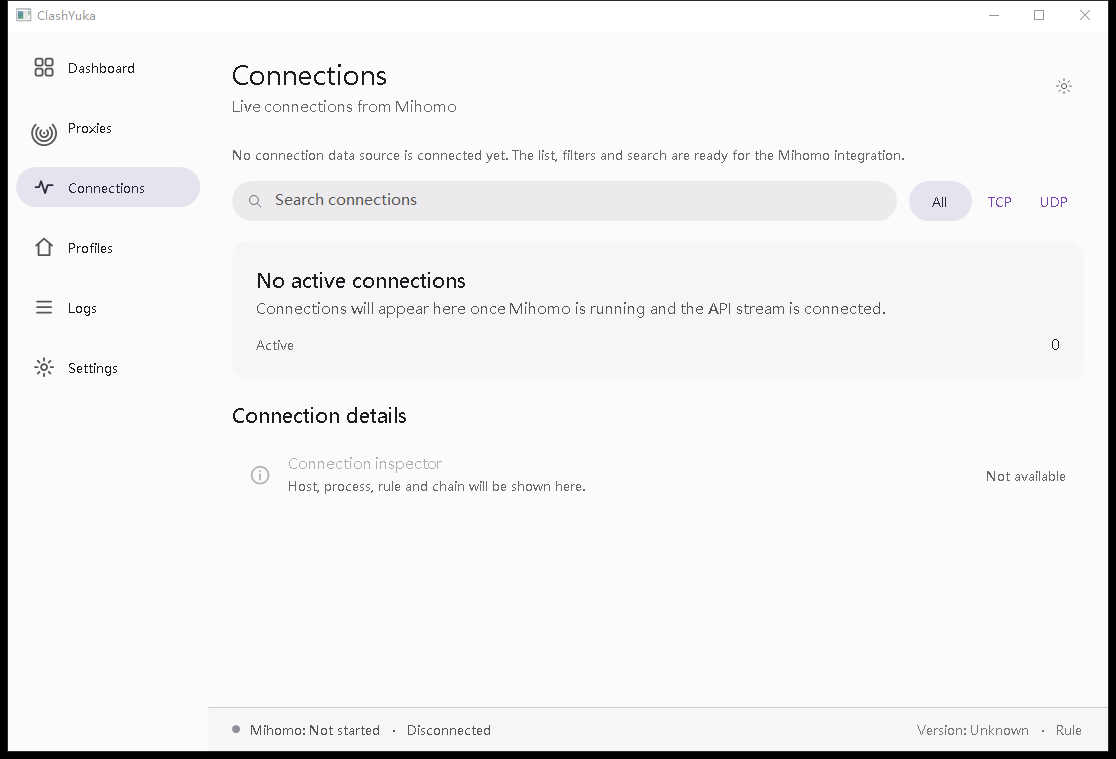 ClashYuka
Dashboard
Proxies
Connections
Profiles
Logs
Settings
Connections
Live connections from Mihomo
No connection data source is connected yet. The list, filters and search are ready for the Mihomo integration.
Search connections
All
TCP
UDP
No active connections
Connections will appear here once Mihomo is running and the API stream is connected.
Active
0
Connection details
Connection inspector
Host, process, rule and chain will be shown here.
Not available
Mihomo: Not started · Disconnected
Version: Unknown · Rule